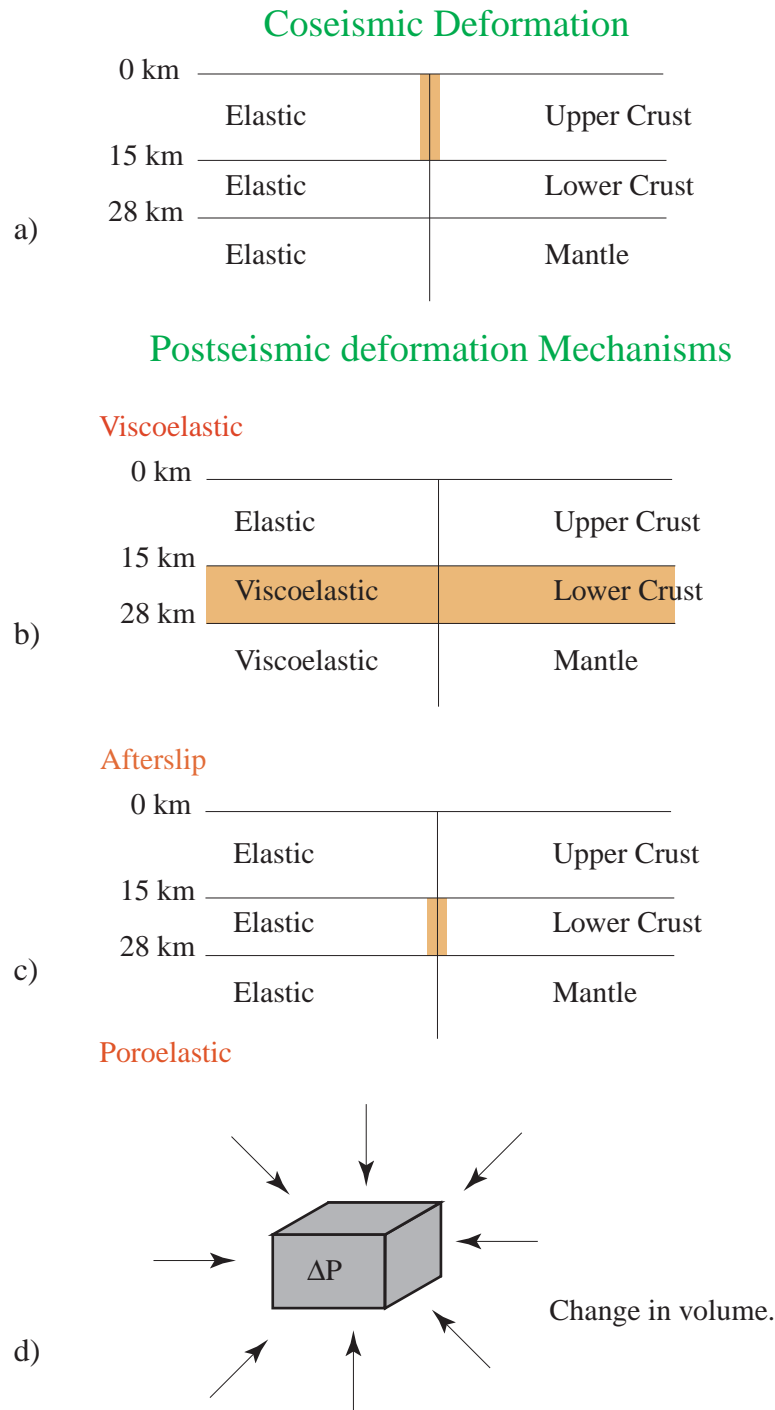 Coseismic Deformation
0 km
Elastic Upper Crust
15 km
Elastic Lower Crust
28 km
a)
Elastic Mantle
Postseismic deformation Mechanisms
Viscoelastic
0 km
Elastic Upper Crust
15 km
Viscoelastic Lower Crust
28 km
b)
Viscoelastic Mantle
Afterslip
0 km
Elastic Upper Crust
15 km
Elastic Lower Crust
28 km
c)
Elastic Mantle
Poroelastic
ΔP
Change in volume.
d)